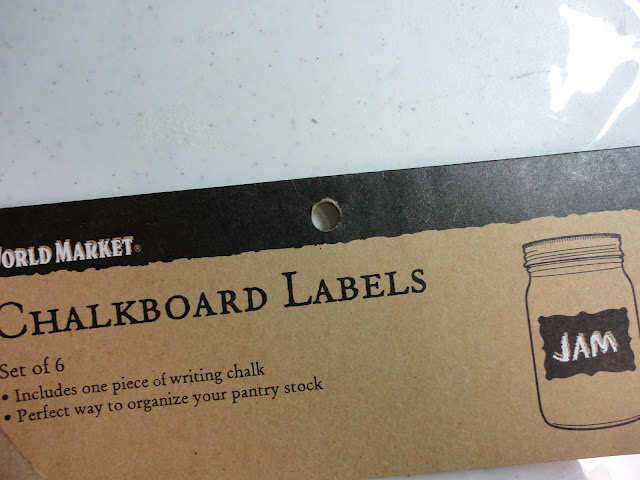 WORLD MARKET®
CHALKBOARD LABELS
Set of 6
• Includes one piece of writing chalk
• Perfect way to organize your pantry stock
JAM